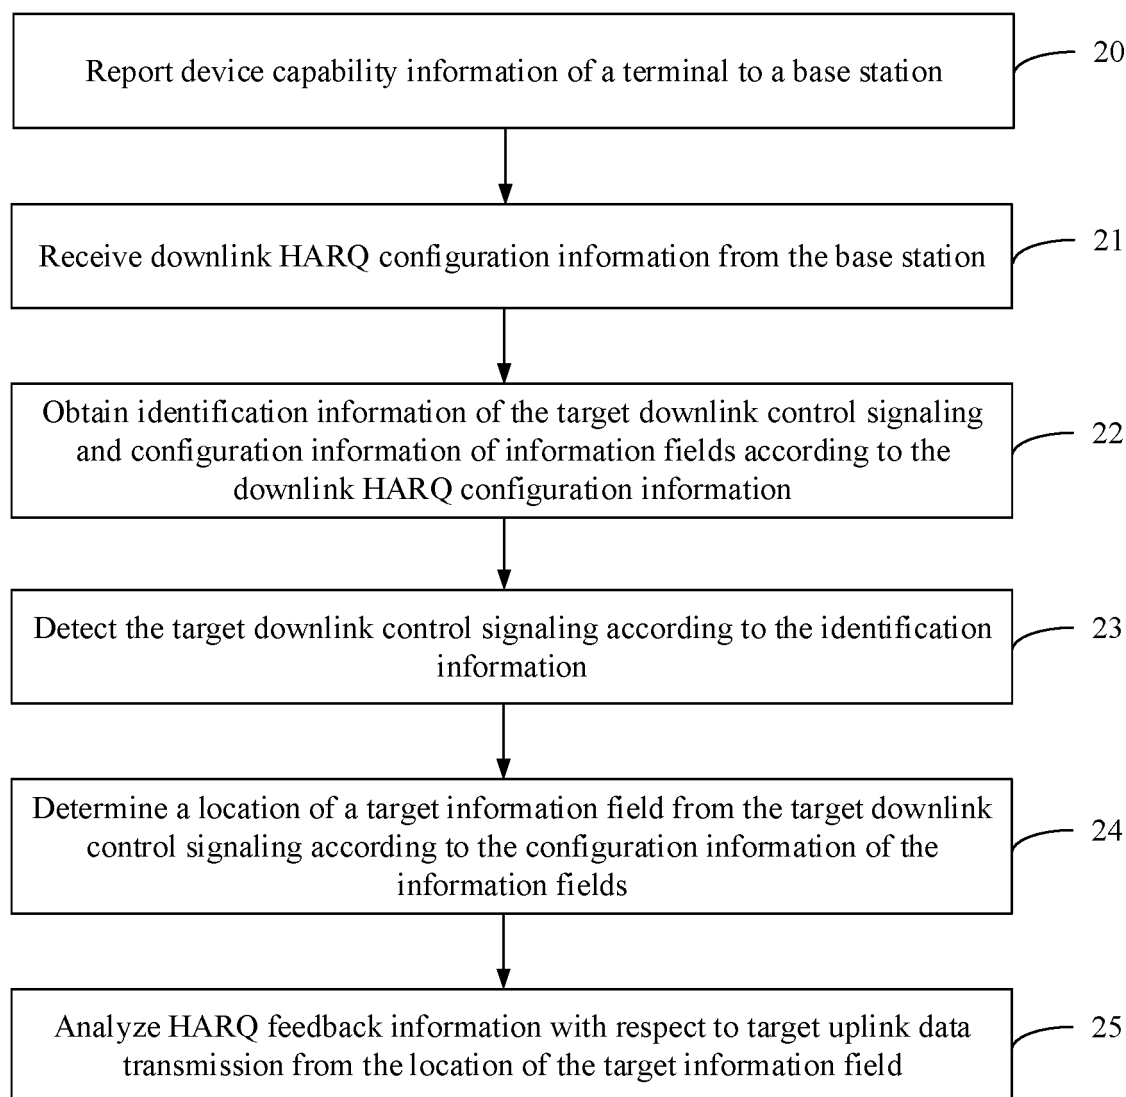 Report device capability information of a terminal to a base station
20
Receive downlink HARQ configuration information from the base station
21
Obtain identification information of the target downlink control signaling
and configuration information of information fields according to the
downlink HARQ configuration information
22
Detect the target downlink control signaling according to the identification
information
23
Determine a location of a target information field from the target downlink
control signaling according to the configuration information of the
information fields
24
Analyze HARQ feedback information with respect to target uplink data
transmission from the location of the target information field
25